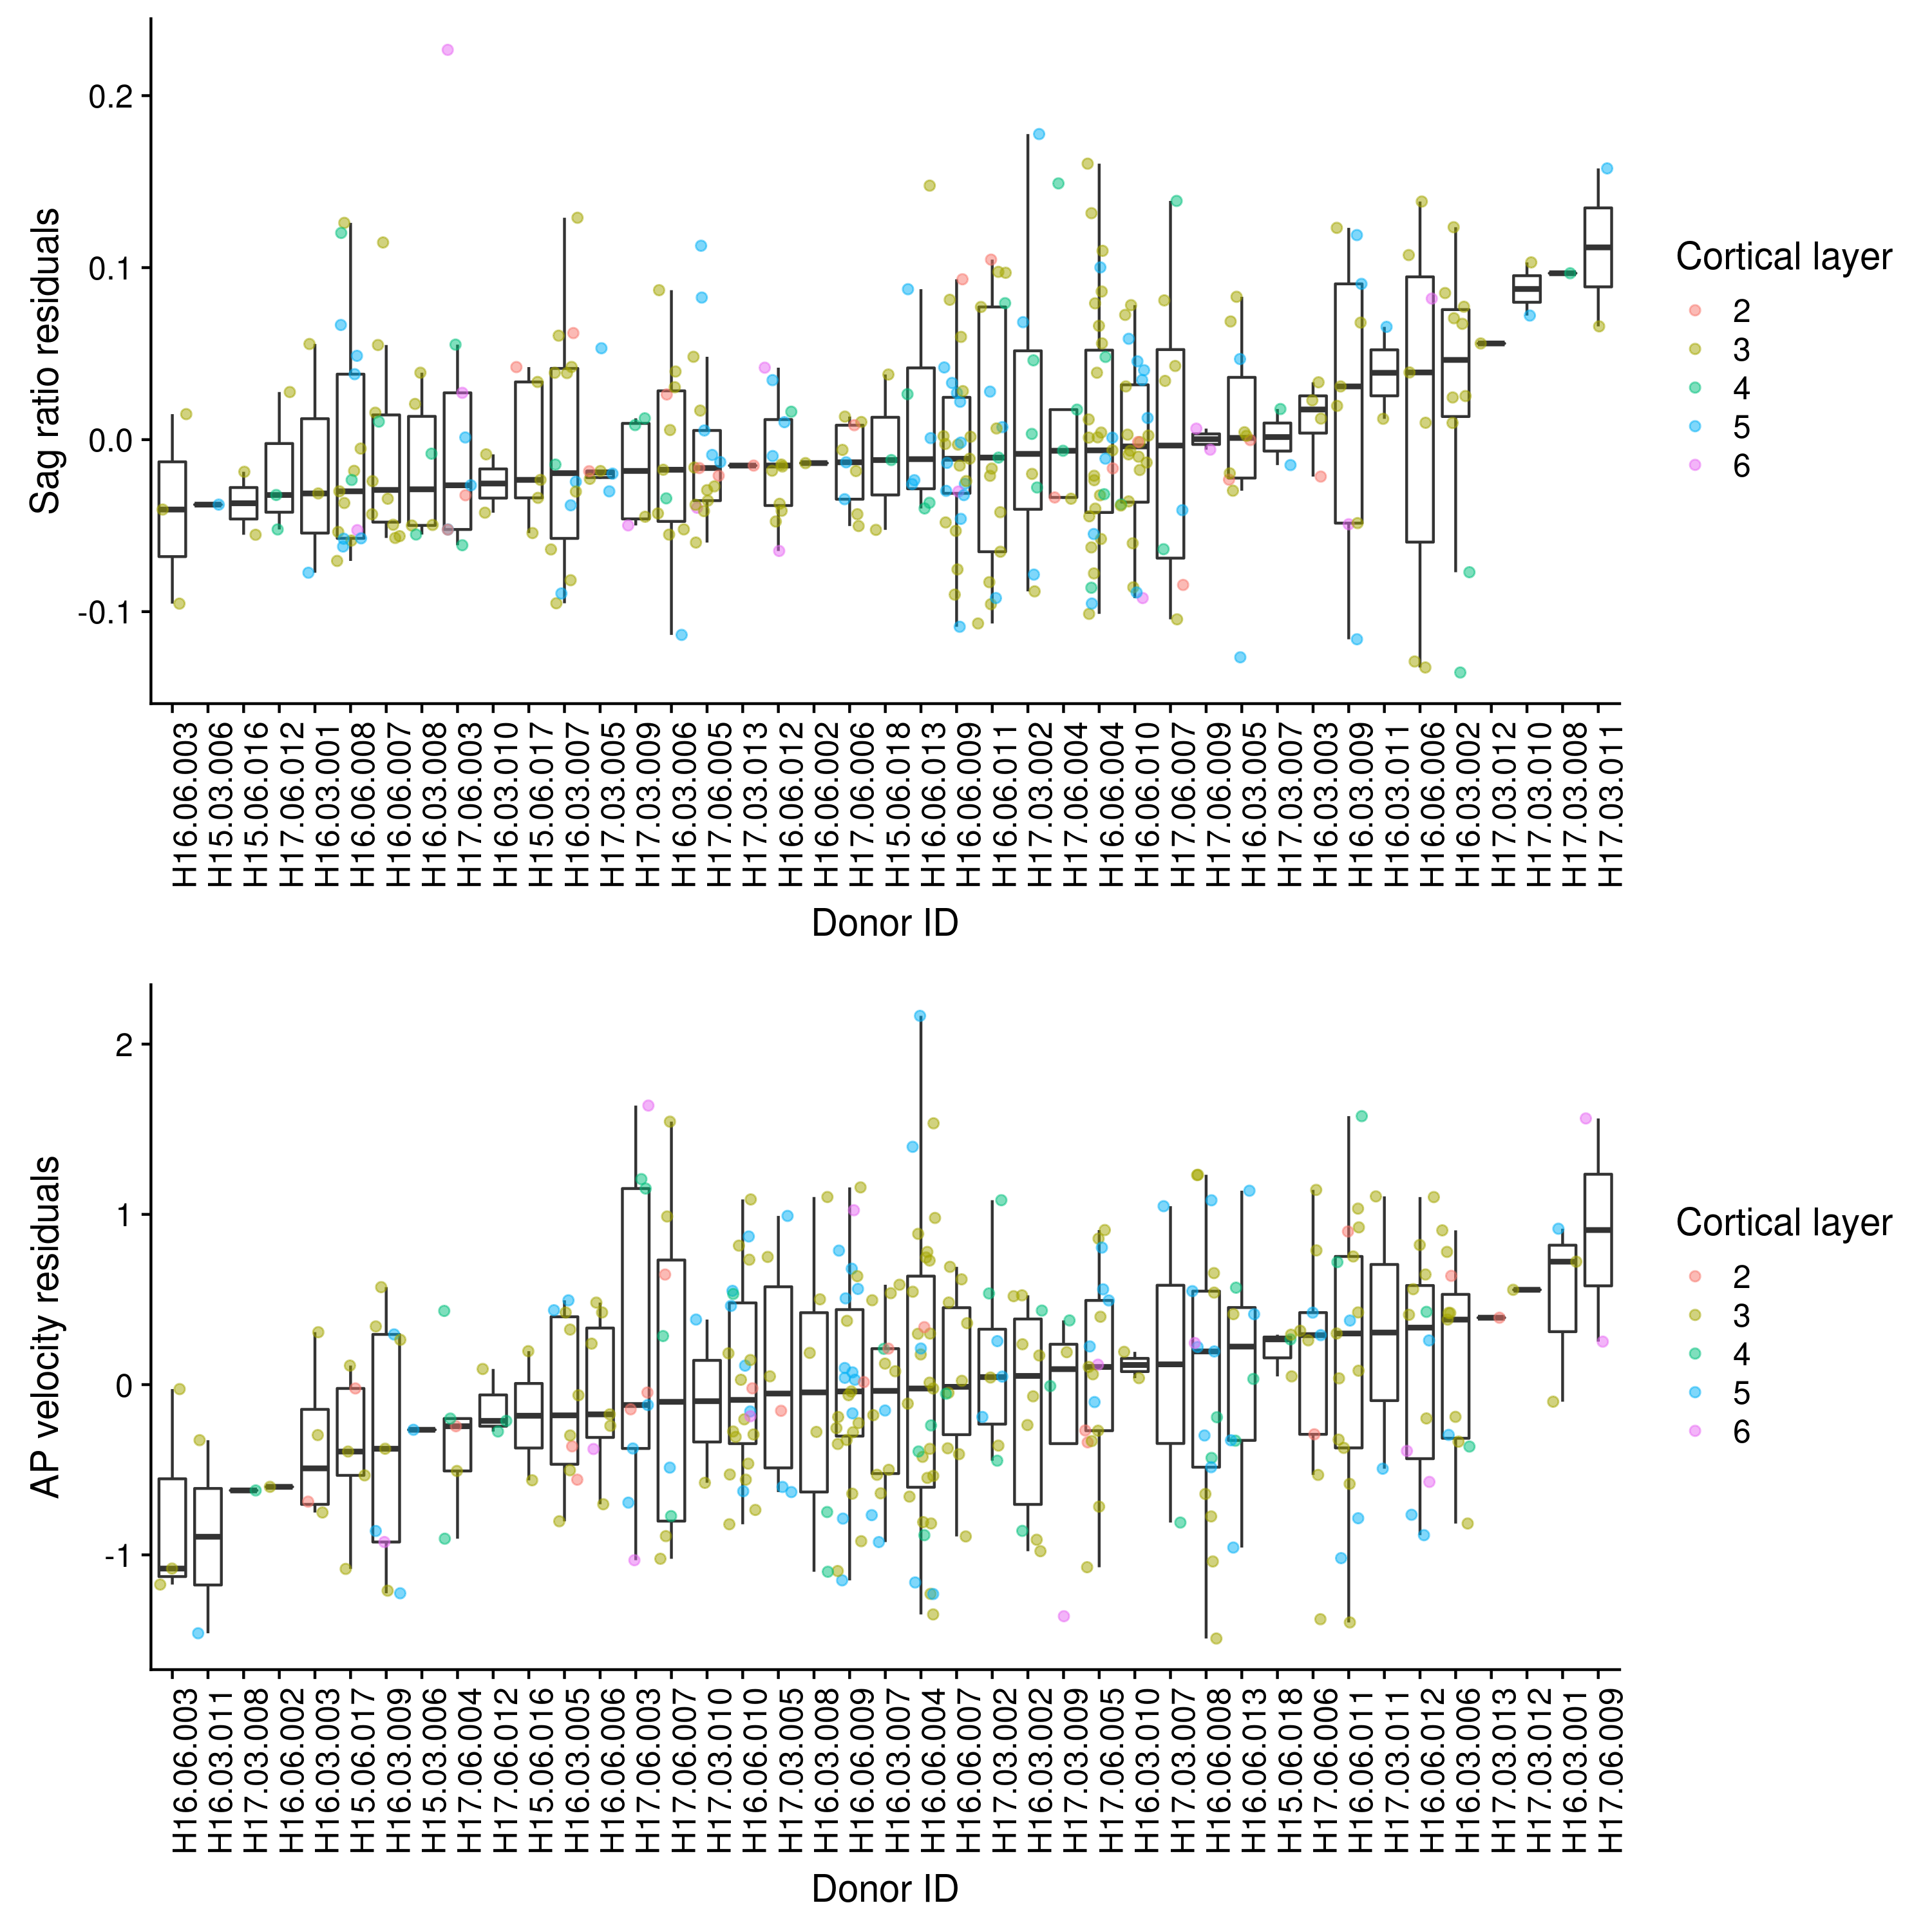 Sag ratio residuals
0.2
0.1
0.0
-0.1
H16.06.003
H15.03.006
H15.06.016
H17.06.012
H16.03.001
H16.06.008
H16.06.007
H16.03.008
H17.06.003
H16.03.010
H15.06.017
H16.03.007
H17.03.005
H17.03.009
H16.03.006
H17.06.005
H17.03.013
H16.06.012
H16.06.002
H17.06.006
H15.06.018
H16.06.013
H16.06.009
H16.06.011
H17.03.002
H17.06.004
H16.06.004
H16.06.010
H17.06.007
H17.06.009
H16.03.005
H17.03.007
H16.03.003
H16.03.009
H16.03.011
H16.06.006
H16.03.002
H17.03.012
H17.03.010
H17.03.008
H17.03.011
Donor ID
Cortical layer
2
3
4
5
6
AP velocity residuals
2
1
0
-1
H16.06.003
H16.03.011
H17.03.008
H16.06.002
H16.03.003
H15.06.017
H16.03.009
H15.03.006
H17.06.004
H17.06.012
H15.06.016
H16.03.005
H16.06.006
H17.06.003
H17.06.007
H17.03.010
H16.06.010
H17.03.005
H16.03.008
H16.06.009
H16.03.007
H16.06.004
H16.06.007
H17.03.002
H16.03.002
H17.03.009
H17.06.005
H16.03.010
H17.03.007
H16.06.008
H16.06.013
H15.06.018
H17.06.006
H16.06.011
H17.03.011
H16.06.012
H16.03.006
H17.03.013
H17.03.012
H16.03.001
H17.06.009
Donor ID
Cortical layer
2
3
4
5
6